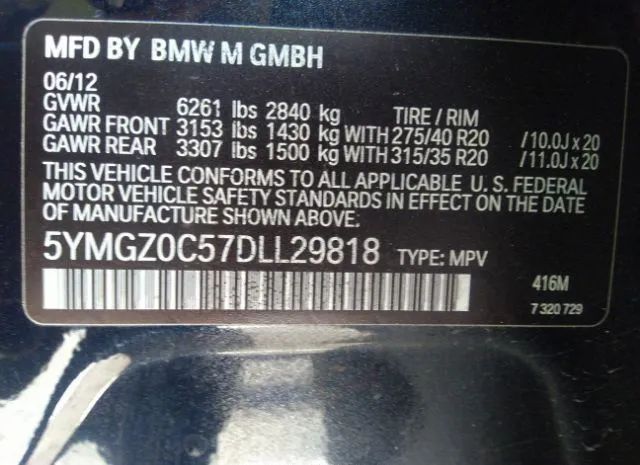 MFD BY BMW M GMBH
06/12
GVWR 6261 lbs 2840 kg TIRE / RIM
GAWR FRONT 3153 lbs 1430 kg WITH 275/40 R20 /10.0J x 20
GAWR REAR 3307 lbs 1500 kg WITH 315/35 R20 /11.0J x 20
THIS VEHICLE CONFORMS TO ALL APPLICABLE U.S. FEDERAL
MOTOR VEHICLE SAFETY STANDARDS IN EFFECT ON THE DATE
OF MANUFACTURE SHOWN ABOVE.
5YMGZ0C57DLL29818 TYPE: MPV
416M
7 320 729